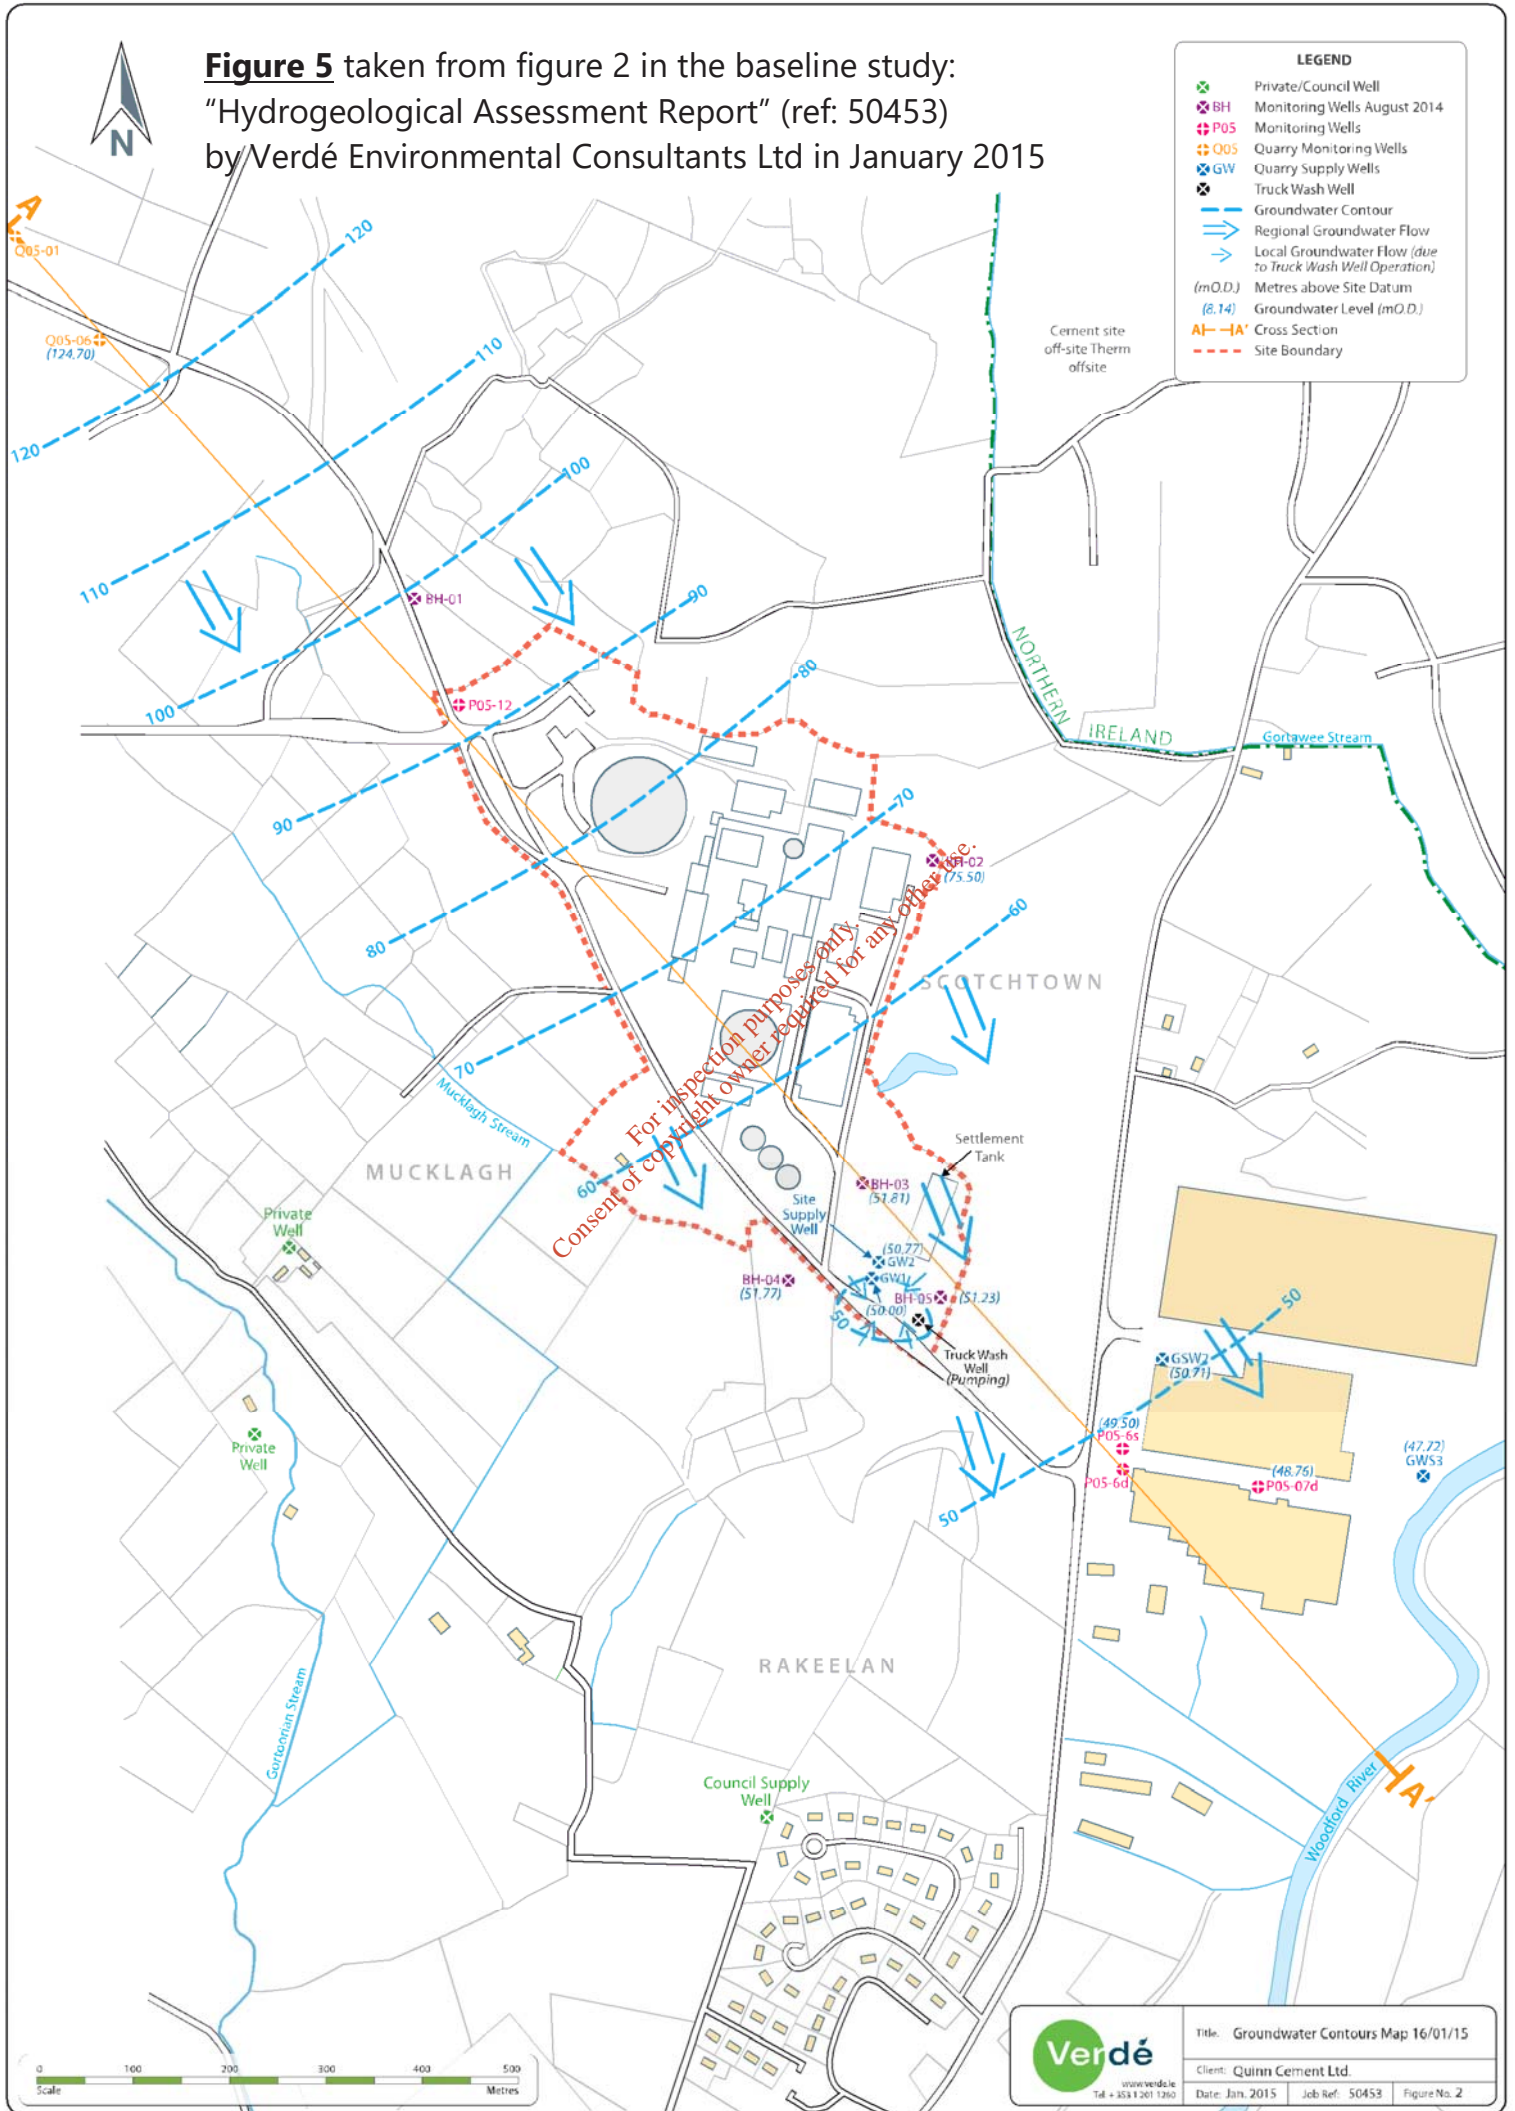 Figure 5 taken from figure 2 in the baseline study:
"Hydrogeological Assessment Report" (ref: 50453)
by Verdé Environmental Consultants Ltd in January 2015
N
LEGEND
Private/Council Well
BH Monitoring Wells August 2014
P05 Monitoring Wells
Q05 Quarry Monitoring Wells
GW Quarry Supply Wells
Truck Wash Well
Groundwater Contour
Regional Groundwater Flow
Local Groundwater Flow (due
to Truck Wash Well Operation)
(mO.D.) Metres above Site Datum
(8.14) Groundwater Level (mO.D.)
A A' Cross Section
Site Boundary
A
Q05-01
120
Q05-06
(124.70)
110
120
Cement site
off-site Therm
offsite
100
110
BH-01
90
NORTHERN
IRELAND
Gortawee Stream
80
100
P05-12
90
70
BH-02
(75.50)
80
60
SCOTCHTOWN
70
Mucklagh Stream
For inspection purposes only.
Consent of copyright owner required for any other use.
MUCKLAGH
60
Settlement
Tank
BH-03
(51.81)
Site
Supply
Well
Private
Well
(50.77)
GW2
GW1
BH-04
(51.77)
BH-05
(51.23)
(50.00)
50
50
Truck Wash
Well
(Pumping)
GSW2
(50.71)
(49.50)
P05-6s
P05-6d
(48.76)
P05-07d
(47.72)
GWS3
Private
Well
50
RAKEELAN
Gortoorian Stream
Council Supply
Well
Woodford River
A'
0 100 200 300 400 500
Scale Metres
Verdé
www.verde.ie
Tel + 353 1 201 1260
Title. Groundwater Contours Map 16/01/15
Client: Quinn Cement Ltd.
Date: Jan. 2015 Job Ref: 50453 Figure No. 2